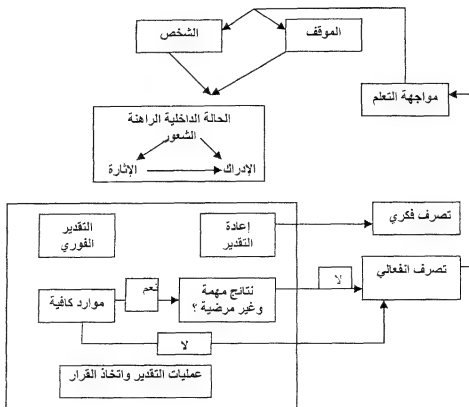 الشخص
الموقف
مواجهة التعلم
الحالة الداخلية الراهنة
الشعور
الإثارة
الإدراك
التقدير
الفوري
إعادة
التقدير
تصرف فكري
موارد كافية
نعم
نتائج مهمة
وغير مرضية ؟
لا
تصرف انفعالي
لا
عمليات التقدير واتخاذ القرار